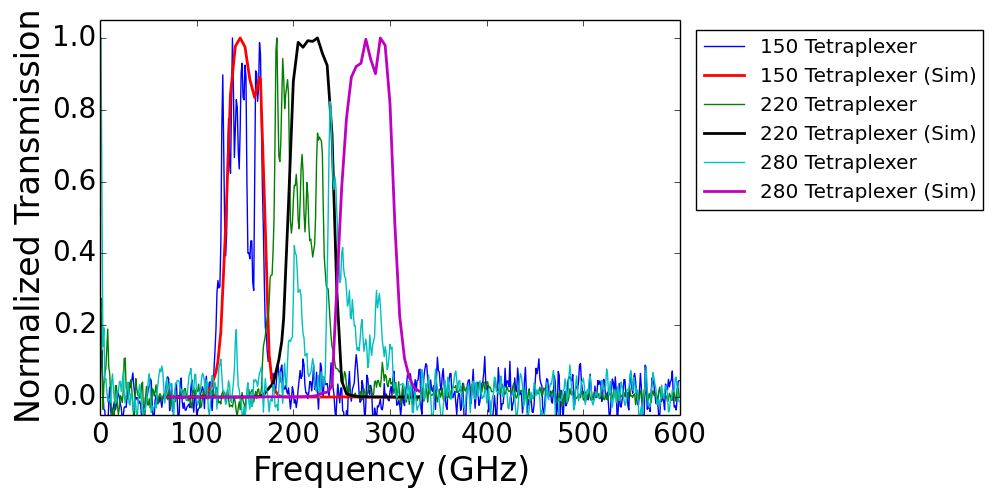 Normalized Transmission
1.0
0.8
0.6
0.4
0.2
0.0
0 100 200 300 400 500 600
Frequency (GHz)
150 Tetraplexer
150 Tetraplexer (Sim)
220 Tetraplexer
220 Tetraplexer (Sim)
280 Tetraplexer
280 Tetraplexer (Sim)